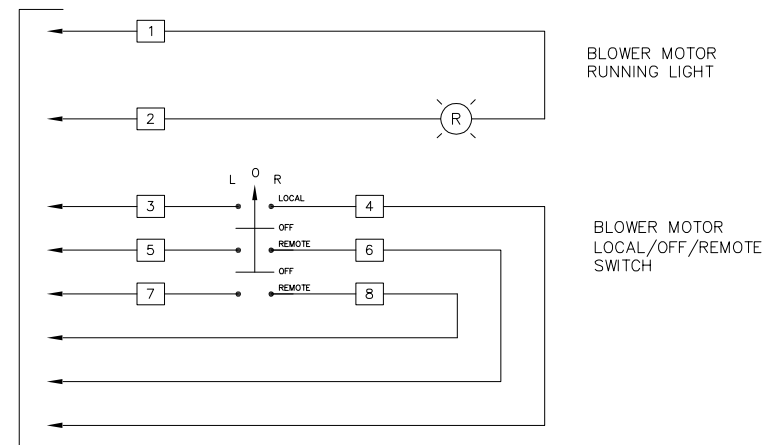 1
BLOWER MOTOR
RUNNING LIGHT
2
R
L O R
3
LOCAL
4
OFF
5
REMOTE
6
OFF
7
REMOTE
8
BLOWER MOTOR
LOCAL/OFF/REMOTE
SWITCH